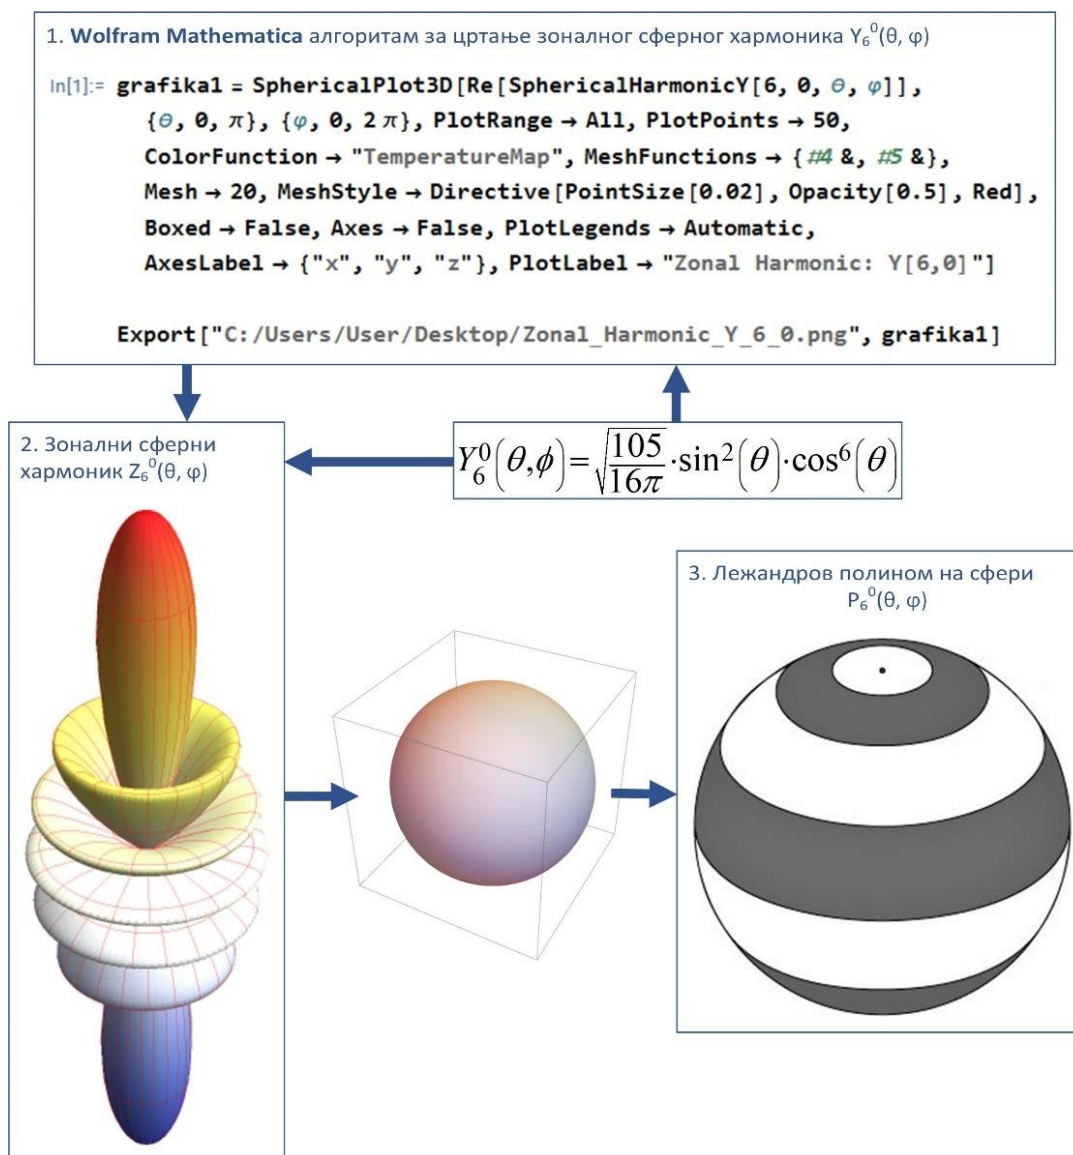 1. Wolfram Mathematica алгоритам за цртање зоналног сферног хармоника Y₆⁰(θ, φ)
In[1]:= grafika1 = SphericalPlot3D[Re[SphericalHarmonicY[6, 0, θ, φ]],
{θ, 0, π}, {φ, 0, 2 π}, PlotRange → All, PlotPoints → 50,
ColorFunction → "TemperatureMap", MeshFunctions → {#4 &, #5 &},
Mesh → 20, MeshStyle → Directive[PointSize[0.02], Opacity[0.5], Red],
Boxed → False, Axes → False, PlotLegends → Automatic,
AxesLabel → {"x", "y", "z"}, PlotLabel → "Zonal Harmonic: Y[6,0]"]
Export["C:/Users/User/Desktop/Zonal_Harmonic_Y_6_0.png", grafika1]
2. Зонални сферни
хармоник Z₆⁰(θ, φ)
Y₆⁰(θ,ϕ)=√(105/16π)·sin²(θ)·cos⁶(θ)
3. Лежандров полином на сфери
P₆⁰(θ, φ)